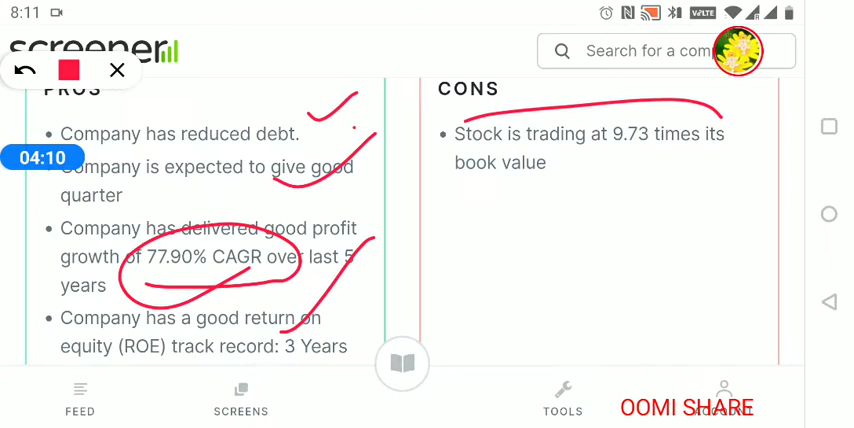 8:11
VoLTE
screener
Search for a comp
PROS
CONS
• Company has reduced debt.
04:10
Company is expected to give good
quarter
• Company has delivered good profit
growth of 77.90% CAGR over last 5
years
• Company has a good return on
equity (ROE) track record: 3 Years
• Stock is trading at 9.73 times its
book value
FEED
SCREENS
TOOLS
ACCOUNT
OOMI SHARE